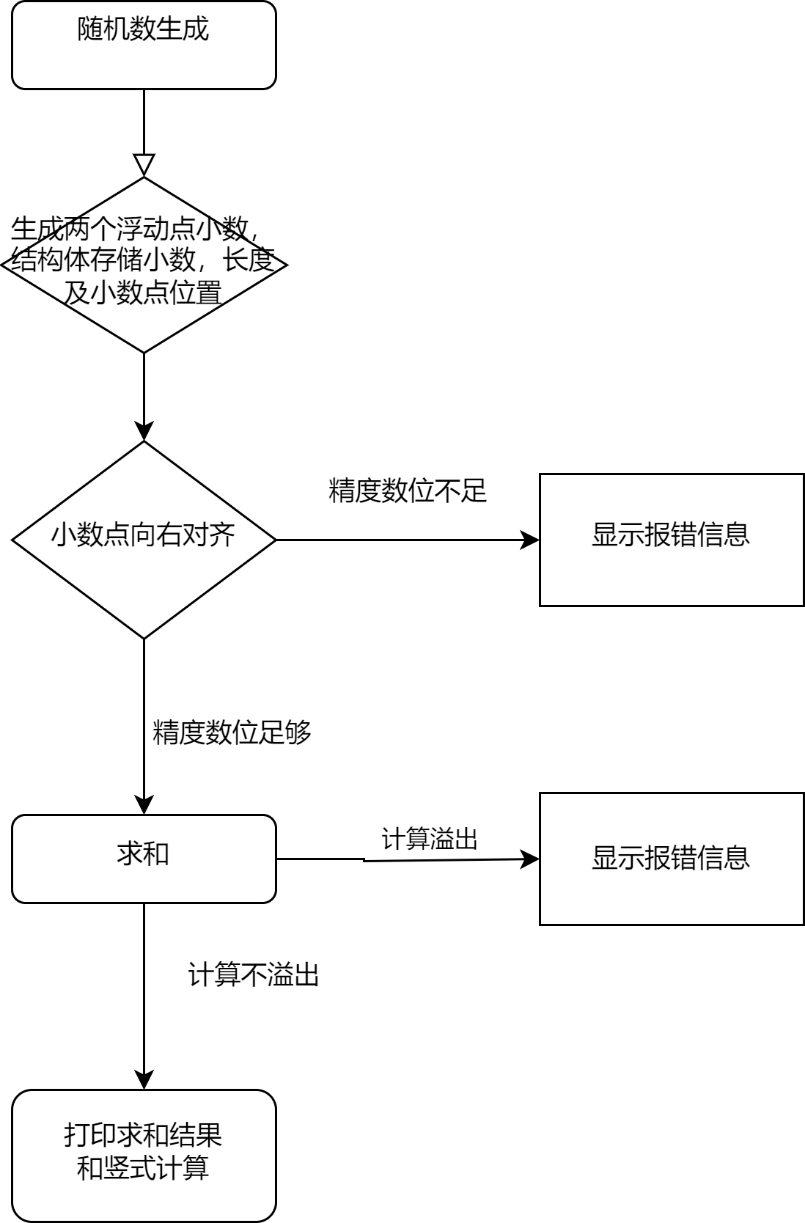 随机数生成
生成两个浮动点小数，
结构体存储小数，长度
及小数点位置
精度数位不足
小数点向右对齐
显示报错信息
精度数位足够
计算溢出
求和
显示报错信息
计算不溢出
打印求和结果
和竖式计算